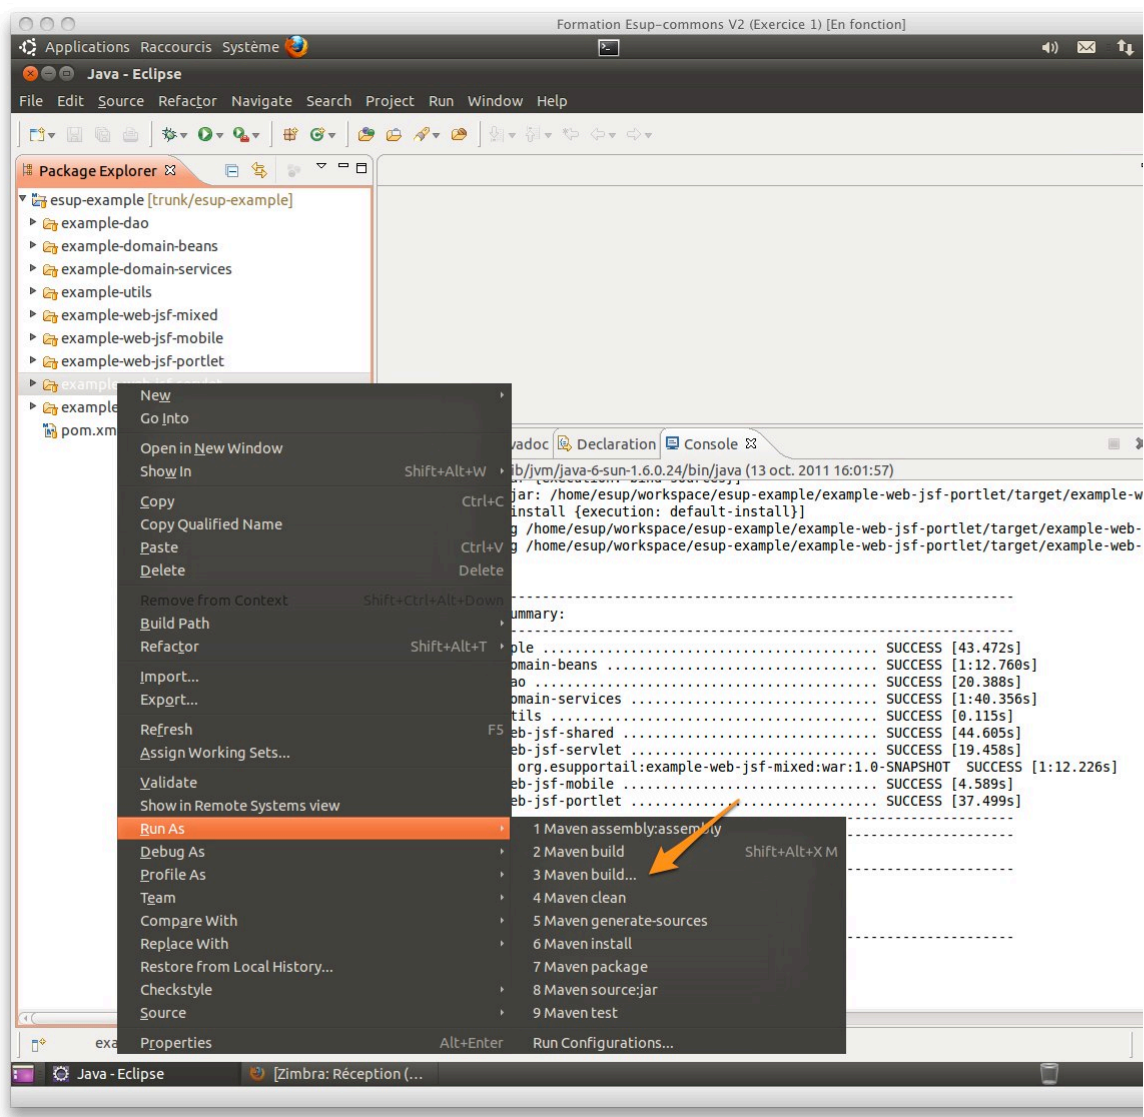 Formation Esup-commons V2 (Exercice 1) [En fonction]
Applications Raccourcis Système
Java - Eclipse
File Edit Source Refactor Navigate Search Project Run Window Help
Package Explorer
esup-example [trunk/esup-example]
example-dao
example-domain-beans
example-domain-services
example-utils
example-web-jsf-mixed
example-web-jsf-mobile
example-web-jsf-portlet
example
pom.xm
New
Go Into
Open in New Window
Show In Shift+Alt+W
Copy Ctrl+C
Copy Qualified Name
Paste Ctrl+V
Delete Delete
Remove from Context Shift+Ctrl+Alt+Down
Build Path
Refactor Shift+Alt+T
Import...
Export...
Refresh F5
Assign Working Sets...
Validate
Show in Remote Systems view
Run As
Debug As
Profile As
Team
Compare With
Replace With
Restore from Local History...
Checkstyle
Source
Properties Alt+Enter
1 Maven assembly:assembly
2 Maven build Shift+Alt+X M
3 Maven build...
4 Maven clean
5 Maven generate-sources
6 Maven install
7 Maven package
8 Maven source:jar
9 Maven test
Run Configurations...
vadoc Declaration Console
ib/jvm/java-6-sun-1.6.0.24/bin/java (13 oct. 2011 16:01:57)
jar: /home/esup/workspace/esup-example/example-web-jsf-portlet/target/example-w
install {execution: default-install}]
g /home/esup/workspace/esup-example/example-web-jsf-portlet/target/example-web-
g /home/esup/workspace/esup-example/example-web-jsf-portlet/target/example-web-
ummary:
ple ........................................ SUCCESS [43.472s]
omain-beans ................................ SUCCESS [1:12.760s]
ao ......................................... SUCCESS [20.388s]
omain-services ............................. SUCCESS [1:40.356s]
tils ....................................... SUCCESS [0.115s]
eb-jsf-shared .............................. SUCCESS [44.605s]
eb-jsf-servlet ............................. SUCCESS [19.458s]
org.esupportail:example-web-jsf-mixed:war:1.0-SNAPSHOT SUCCESS [1:12.226s]
eb-jsf-mobile .............................. SUCCESS [4.589s]
eb-jsf-portlet ............................. SUCCESS [37.499s]
exa
Java - Eclipse [Zimbra: Réception (...